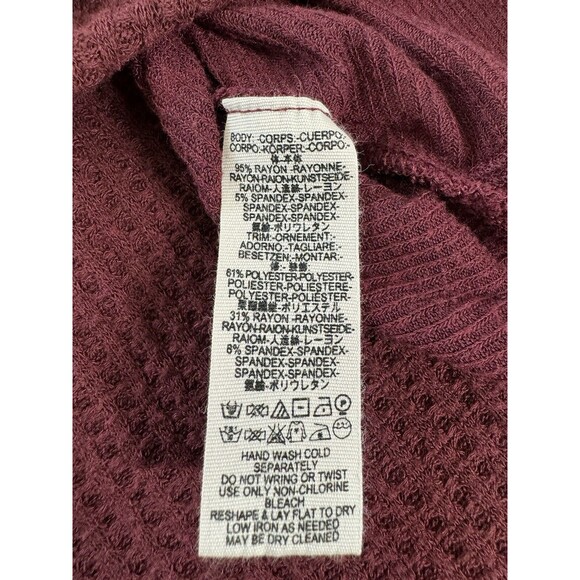 BODY:-CORPS:-CUERPO:-
CORPO:-KÖRPER:-CORPO:-
体-本体
95% RAYON -RAYONNE-
RAYON-RAION-KUNSTSEIDE-
RAIOM-人造絲-レーヨン
5% SPANDEX-SPANDEX-
SPANDEX-SPANDEX-
SPANDEX-SPANDEX-
氨綸-ポリウレタン
TRIM:-ORNEMENT:-
ADORNO:-TAGLIARE:-
BESETZEN:-MONTAR:-
61% POLYESTER-POLYESTER-
POLIESTER-POLIESTERE-
POLYESTER-POLIESTER-
聚酯纖維-ポリエステル
31% RAYON -RAYONNE-
RAYON-RAION-KUNSTSEIDE-
RAIOM-人造絲-レーヨン
8% SPANDEX-SPANDEX-
SPANDEX-SPANDEX-
SPANDEX-SPANDEX-
氨綸-ポリウレタン
HAND WASH COLD
SEPARATELY
DO NOT WRING OR TWIST
USE ONLY NON-CHLORINE
BLEACH
RESHAPE & LAY FLAT TO DRY
LOW IRON AS NEEDED
MAY BE DRY CLEANED